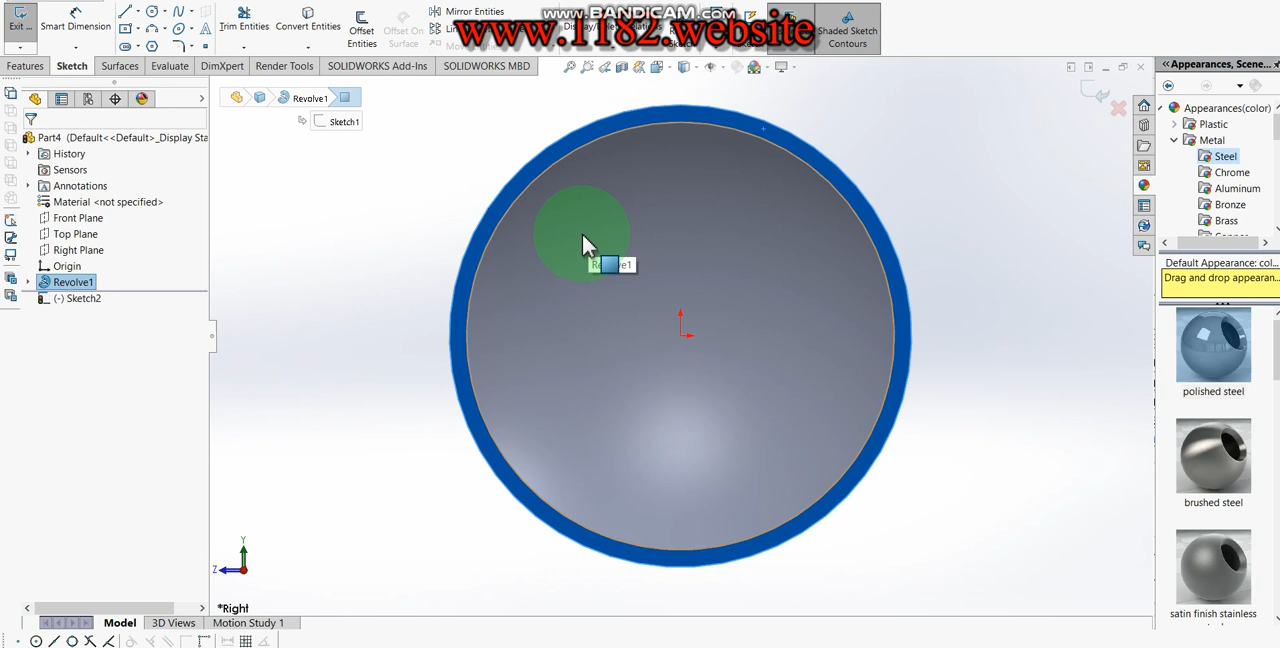 www.BANDICAM.com
www.1182.website
Exit ...
Smart Dimension
Trim Entities
Convert Entities
Offset Entities
Offset On Surface
Mirror Entities
Shaded Sketch Contours
Features
Sketch
Surfaces
Evaluate
DimXpert
Render Tools
SOLIDWORKS Add-Ins
SOLIDWORKS MBD
Revolve1
Sketch1
Part4 (Default<<Default>_Display Sta
History
Sensors
Annotations
Material <not specified>
Front Plane
Top Plane
Right Plane
Origin
Revolve1
(-) Sketch2
Y
Z
*Right
Model
3D Views
Motion Study 1
Appearances, Scene...
Appearances(color)
Plastic
Metal
Steel
Chrome
Aluminum
Bronze
Brass
Default Appearance: col...
Drag and drop appearan...
polished steel
brushed steel
satin finish stainless